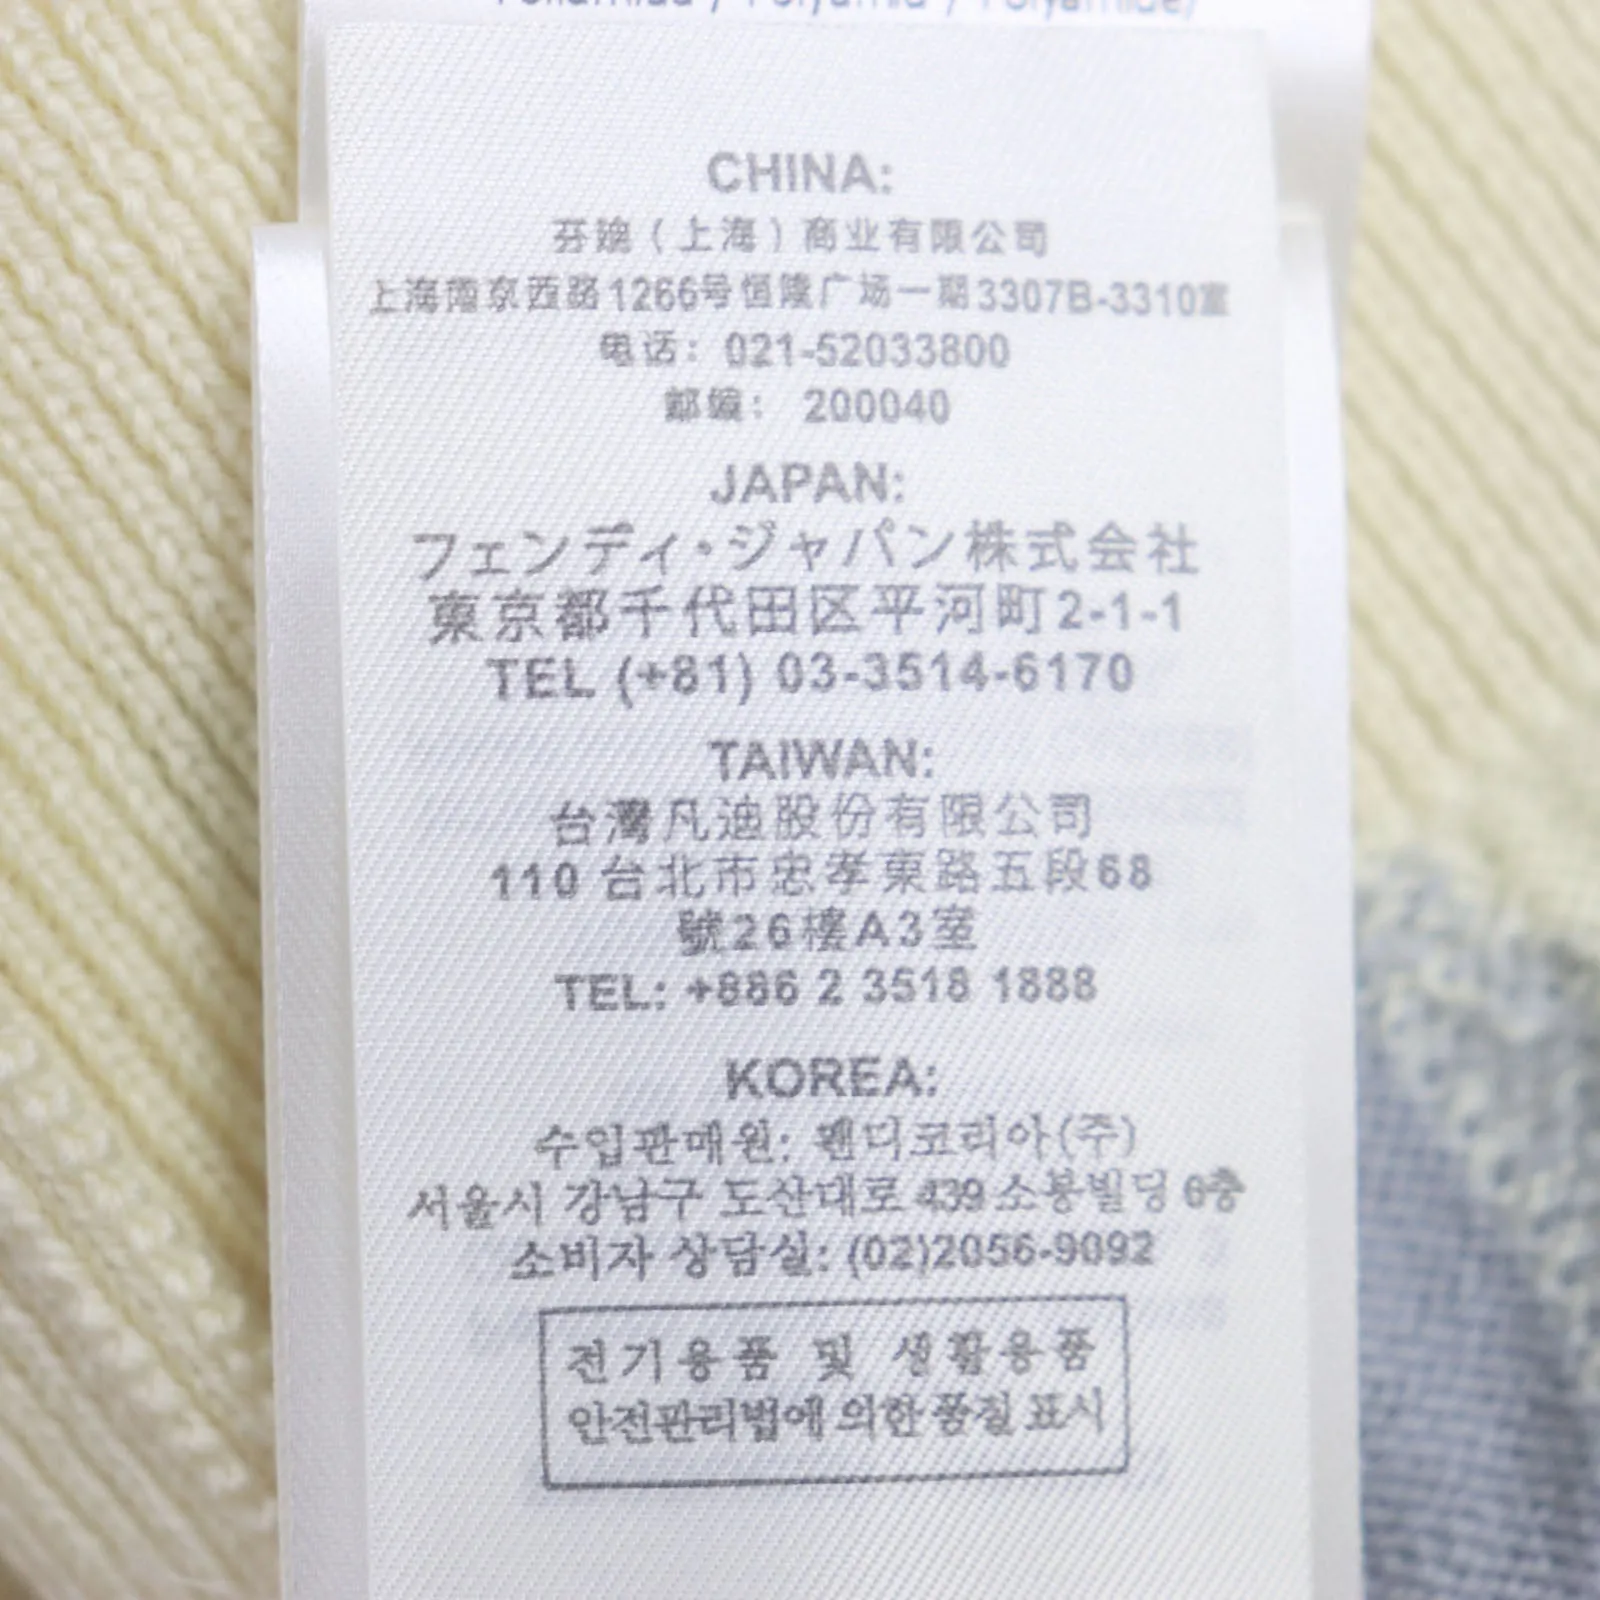 Poliamida / Polyamid / Polyamide)
CHINA:
芬迪（上海）商业有限公司
上海南京西路1266号恒隆广场一期3307B-3310室
电话：021-52033800
邮编： 200040
JAPAN:
フェンディ・ジャパン株式会社
東京都千代田区平河町2-1-1
TEL (+81) 03-3514-6170
TAIWAN:
台灣凡迪股份有限公司
110 台北市忠孝東路五段68
號26樓A3室
TEL: +886 2 3518 1888
KOREA:
수입판매원: 펜디코리아(주)
서울시 강남구 도산대로 439 소봉빌딩 6층
소비자 상담실: (02)2056-9092
전기용품 및 생활용품
안전관리법에 의한 품질 표시